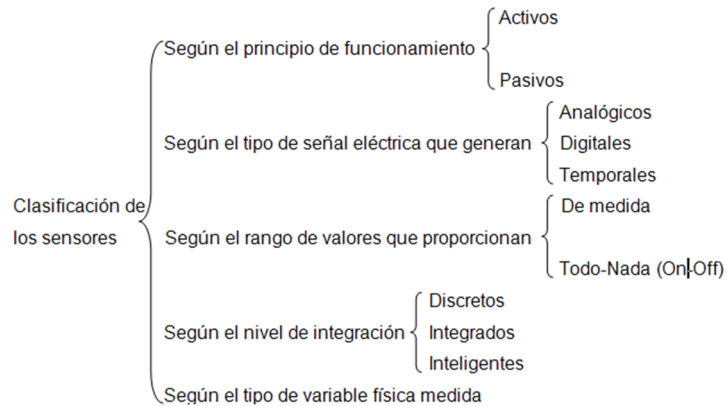 Clasificación de
los sensores
Según el principio de funcionamiento
Activos
Pasivos
Según el tipo de señal eléctrica que generan
Analógicos
Digitales
Temporales
Según el rango de valores que proporcionan
De medida
Todo-Nada (On-Off)
Según el nivel de integración
Discretos
Integrados
Inteligentes
Según el tipo de variable física medida